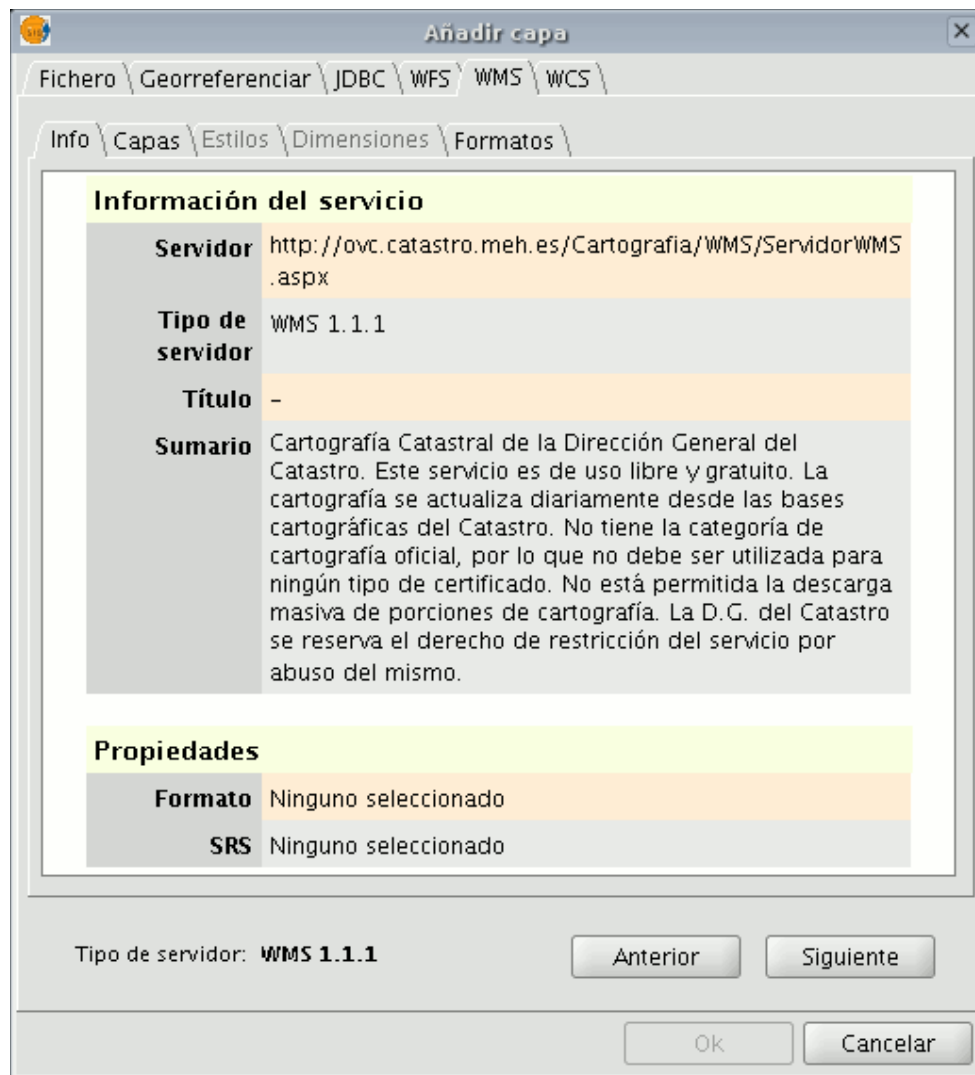 Añadir capa
Fichero Georreferenciar JDBC WFS WMS WCS
Info Capas Estilos Dimensiones Formatos
Información del servicio
Servidor http://ovc.catastro.meh.es/Cartografia/WMS/ServidorWMS
.aspx
Tipo de servidor WMS 1.1.1
Título -
Sumario Cartografía Catastral de la Dirección General del
Catastro. Este servicio es de uso libre y gratuito. La
cartografía se actualiza diariamente desde las bases
cartográficas del Catastro. No tiene la categoría de
cartografía oficial, por lo que no debe ser utilizada para
ningún tipo de certificado. No está permitida la descarga
masiva de porciones de cartografía. La D.G. del Catastro
se reserva el derecho de restricción del servicio por
abuso del mismo.
Propiedades
Formato Ninguno seleccionado
SRS Ninguno seleccionado
Tipo de servidor: WMS 1.1.1 Anterior Siguiente
Ok Cancelar